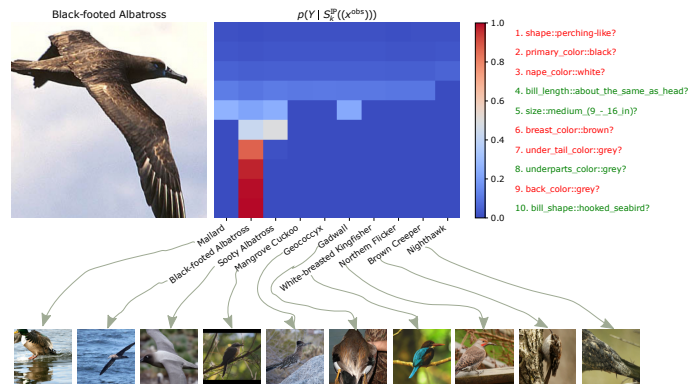 Black-footed Albatross
p(Y | S_k^IP((x^obs)))
1.0
0.8
0.6
0.4
0.2
0.0
1. shape::perching-like?
2. primary_color::black?
3. nape_color::white?
4. bill_length::about_the_same_as_head?
5. size::medium_(9_-_16_in)?
6. breast_color::brown?
7. under_tail_color::grey?
8. underparts_color::grey?
9. back_color::grey?
10. bill_shape::hooked_seabird?
Mallard
Black-footed Albatross
Sooty Albatross
Mangrove Cuckoo
Geococcyx
Gadwall
White-breasted Kingfisher
Northern Flicker
Brown Creeper
Nighthawk